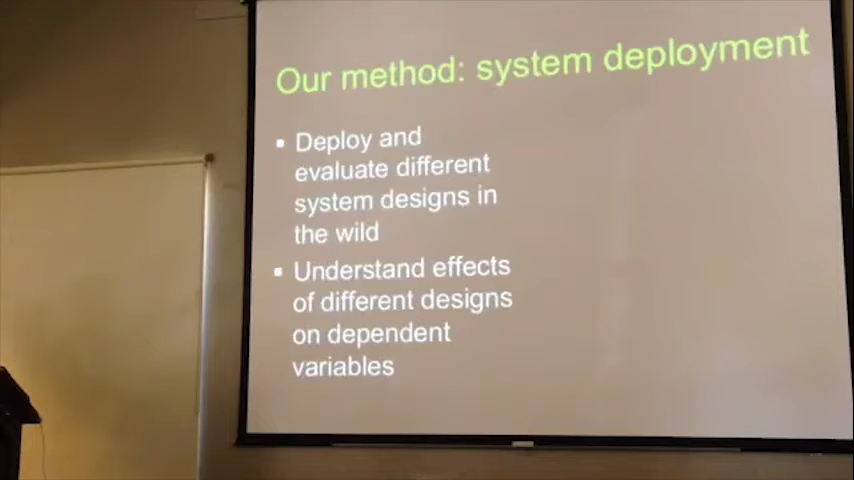 Our method: system deployment
▪ Deploy and
evaluate different
system designs in
the wild
▪ Understand effects
of different designs
on dependent
variables